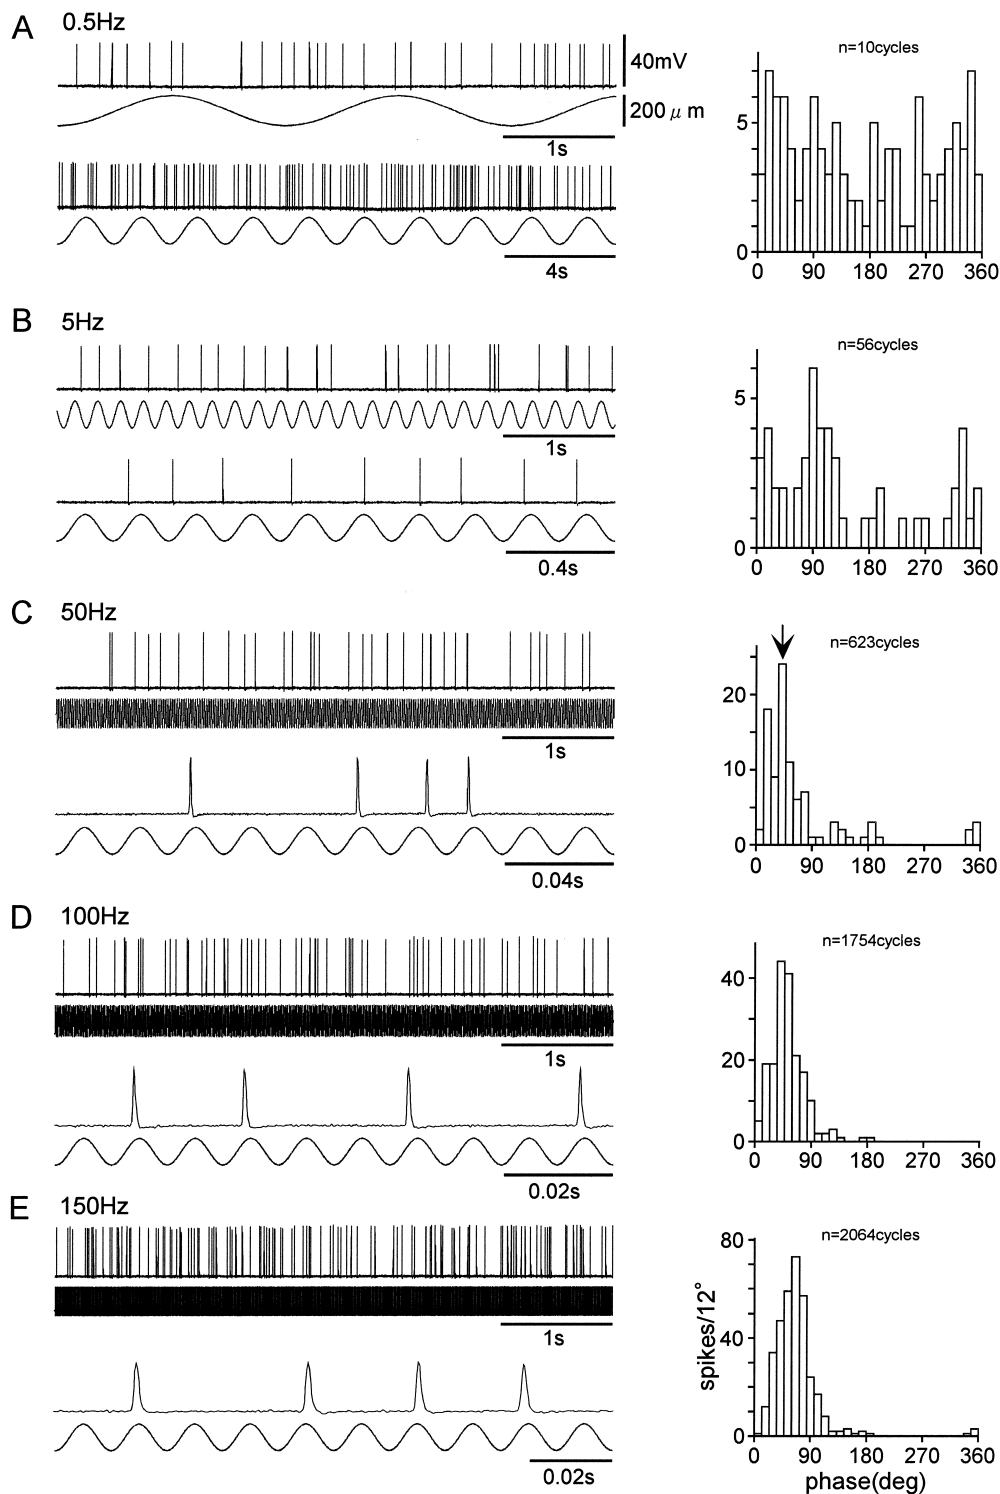 A
0.5Hz
40mV
200 μm
1s
4s
n=10cycles
5
0
0 90 180 270 360
B
5Hz
1s
0.4s
n=56cycles
5
0
0 90 180 270 360
C
50Hz
1s
0.04s
n=623cycles
20
10
0
0 90 180 270 360
D
100Hz
1s
0.02s
n=1754cycles
40
20
0
0 90 180 270 360
E
150Hz
1s
0.02s
n=2064cycles
80
40
0
spikes/12°
0 90 180 270 360
phase(deg)